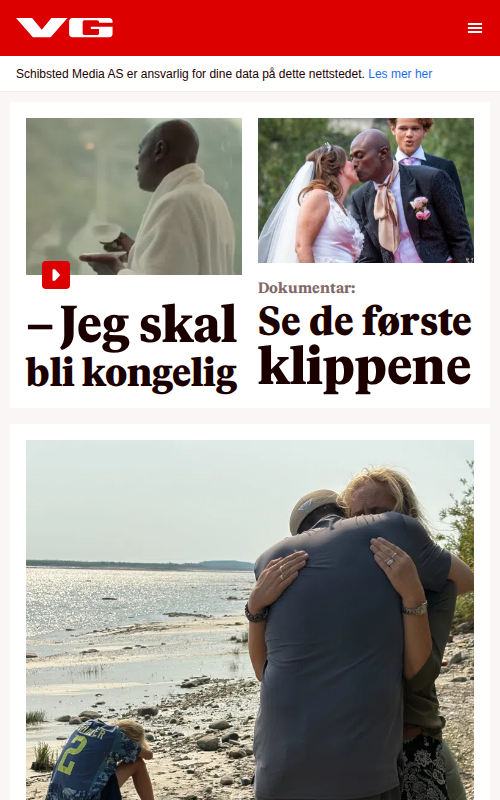 VG
Schibsted Media AS er ansvarlig for dine data på dette nettstedet. Les mer her
– Jeg skal
bli kongelig
Dokumentar:
Se de første
klippene
2